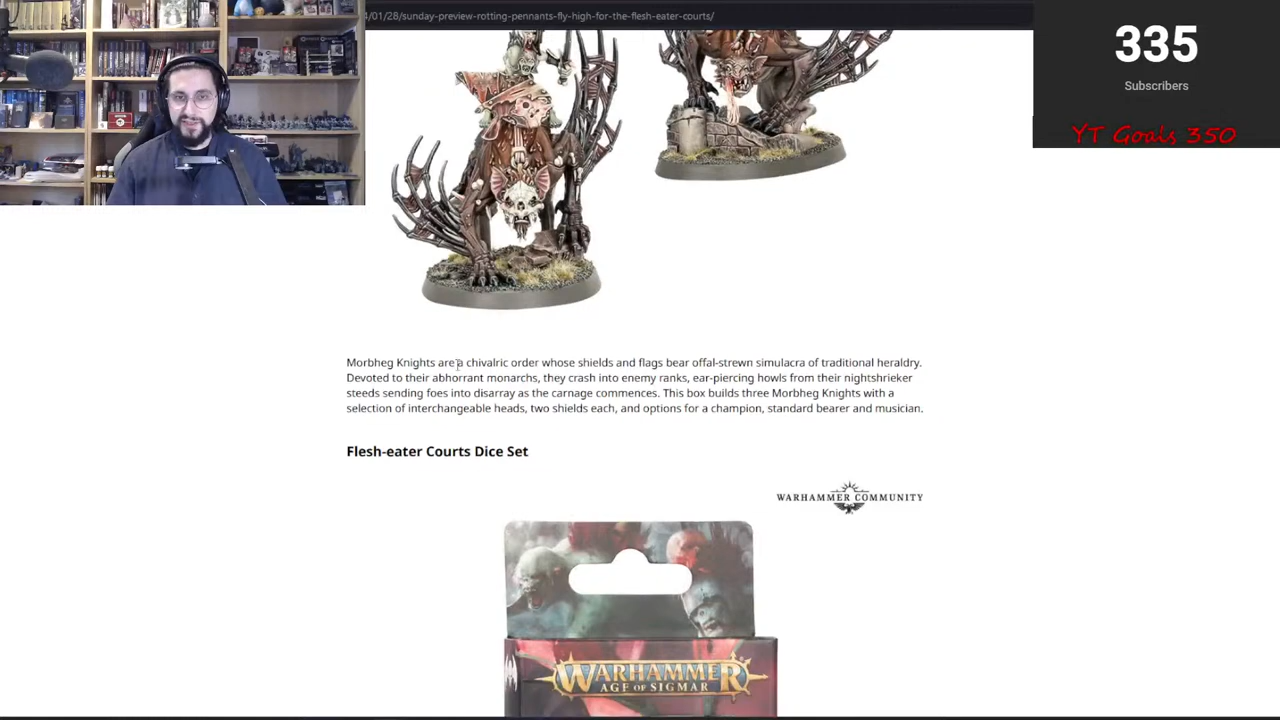 4/01/28/sunday-preview-rotting-pennants-fly-high-for-the-flesh-eater-courts/
335
Subscribers
YT Goals 350
Morbheg Knights are a chivalric order whose shields and flags bear offal-strewn simulacra of traditional heraldry.
Devoted to their abhorrant monarchs, they crash into enemy ranks, ear-piercing howls from their nightshrieker
steeds sending foes into disarray as the carnage commences. This box builds three Morbheg Knights with a
selection of interchangeable heads, two shields each, and options for a champion, standard bearer and musician.
Flesh-eater Courts Dice Set
WARHAMMER COMMUNITY
WARHAMMER
AGE OF SIGMAR